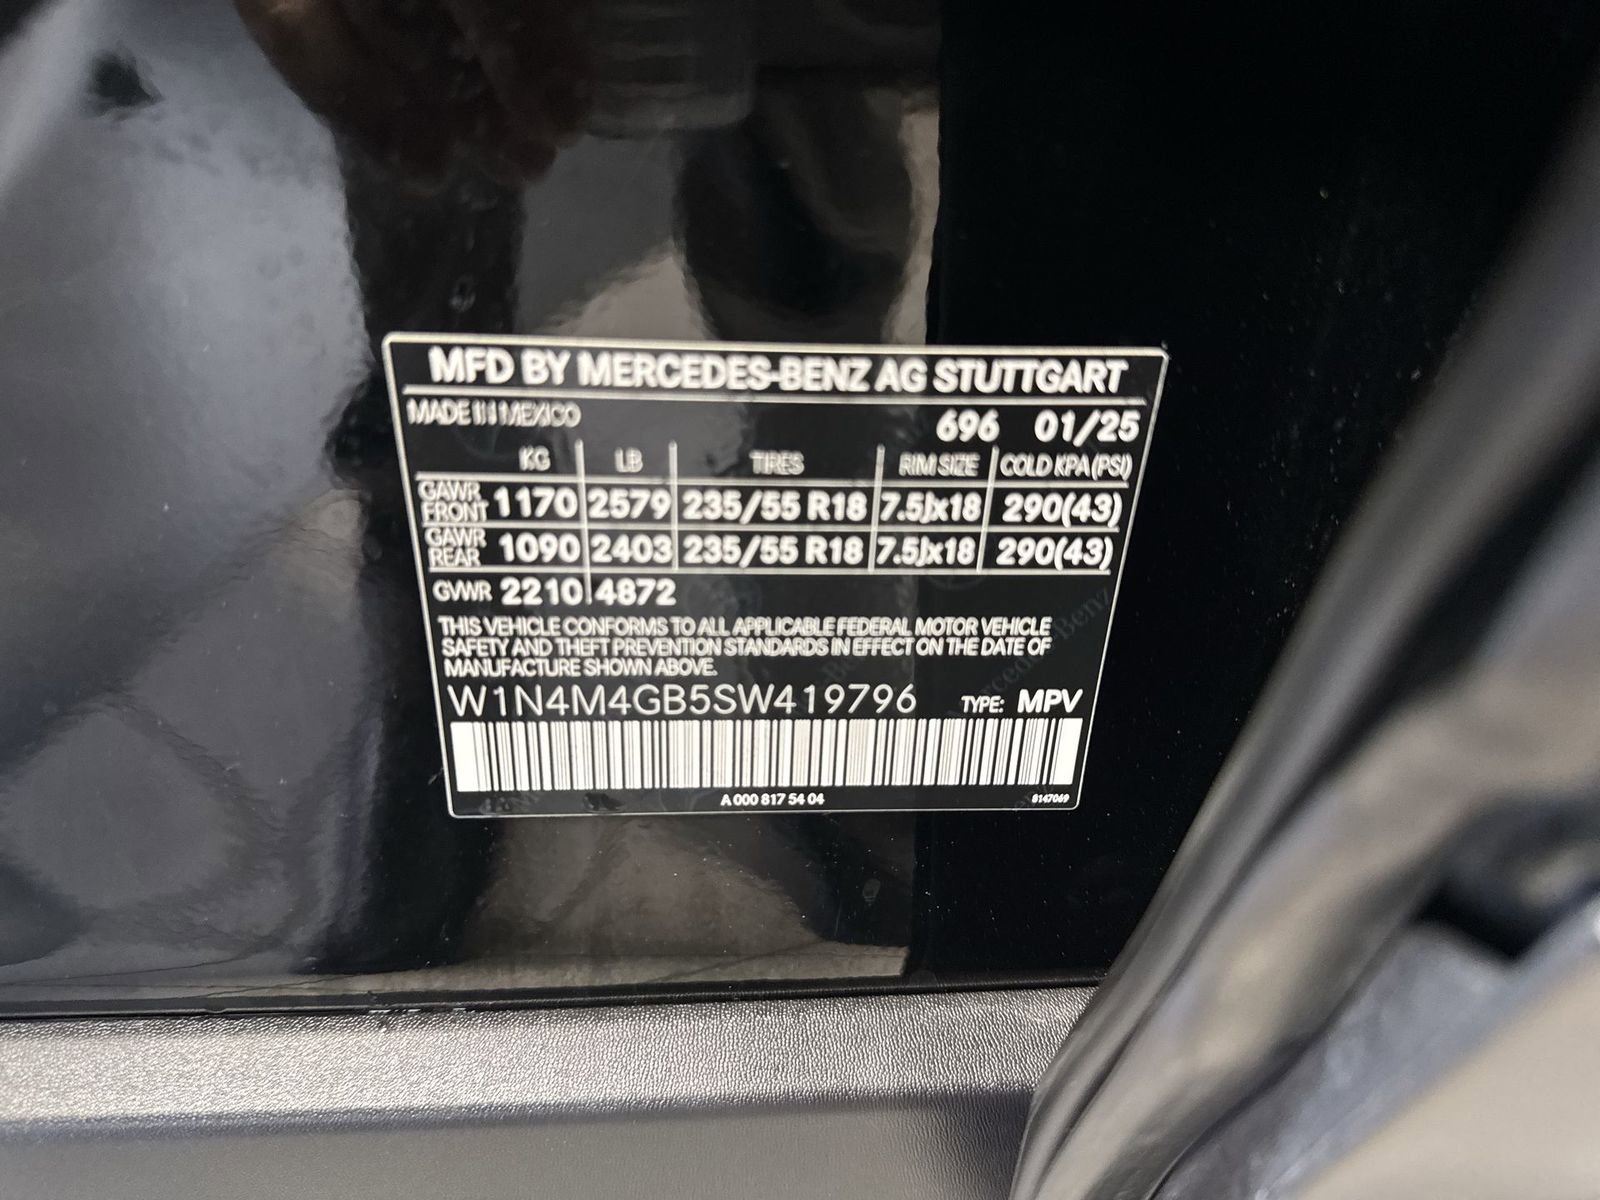 MFD BY MERCEDES-BENZ AG STUTTGART
MADE IN MEXICO 696 01/25
KG LB TIRES RIM SIZE COLD KPA (PSI)
GAWR FRONT 1170 2579 235/55 R18 7.5Jx18 290(43)
GAWR REAR 1090 2403 235/55 R18 7.5Jx18 290(43)
GVWR 2210 4872
THIS VEHICLE CONFORMS TO ALL APPLICABLE FEDERAL MOTOR VEHICLE
SAFETY AND THEFT PREVENTION STANDARDS IN EFFECT ON THE DATE OF
MANUFACTURE SHOWN ABOVE.
W1N4M4GB5SW419796 TYPE: MPV
A 000 817 54 04 8147069